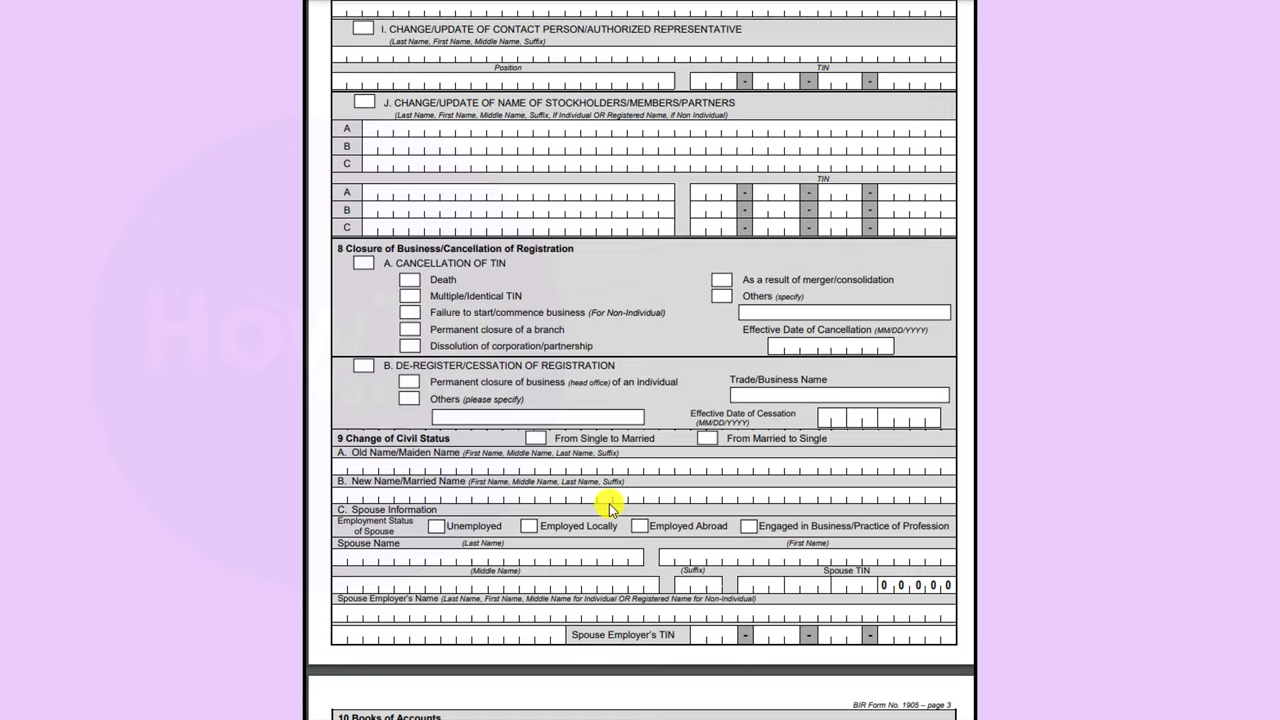 I. CHANGE/UPDATE OF CONTACT PERSON/AUTHORIZED REPRESENTATIVE
(Last Name, First Name, Middle Name, Suffix)
Position TIN
- - -
J. CHANGE/UPDATE OF NAME OF STOCKHOLDERS/MEMBERS/PARTNERS
(Last Name, First Name, Middle Name, Suffix, If Individual OR Registered Name, if Non Individual)
A
B
C
TIN
A - - -
B - - -
C - - -
8 Closure of Business/Cancellation of Registration
A. CANCELLATION OF TIN
Death As a result of merger/consolidation
Multiple/Identical TIN Others (specify)
Failure to start/commence business (For Non-Individual)
Permanent closure of a branch Effective Date of Cancellation (MM/DD/YYYY)
Dissolution of corporation/partnership
B. DE-REGISTER/CESSATION OF REGISTRATION
Permanent closure of business (head office) of an individual Trade/Business Name
Others (please specify)
Effective Date of Cessation
(MM/DD/YYYY)
9 Change of Civil Status From Single to Married From Married to Single
A. Old Name/Maiden Name (First Name, Middle Name, Last Name, Suffix)
B. New Name/Married Name (First Name, Middle Name, Last Name, Suffix)
C. Spouse Information
Employment Status of Spouse Unemployed Employed Locally Employed Abroad Engaged in Business/Practice of Profession
Spouse Name (Last Name) (First Name)
(Middle Name) (Suffix) Spouse TIN
0 0 0 0 0
Spouse Employer's Name (Last Name, First Name, Middle Name for Individual OR Registered Name for Non-Individual)
Spouse Employer's TIN - - -
BIR Form No. 1905 – page 3
10 Books of Accounts